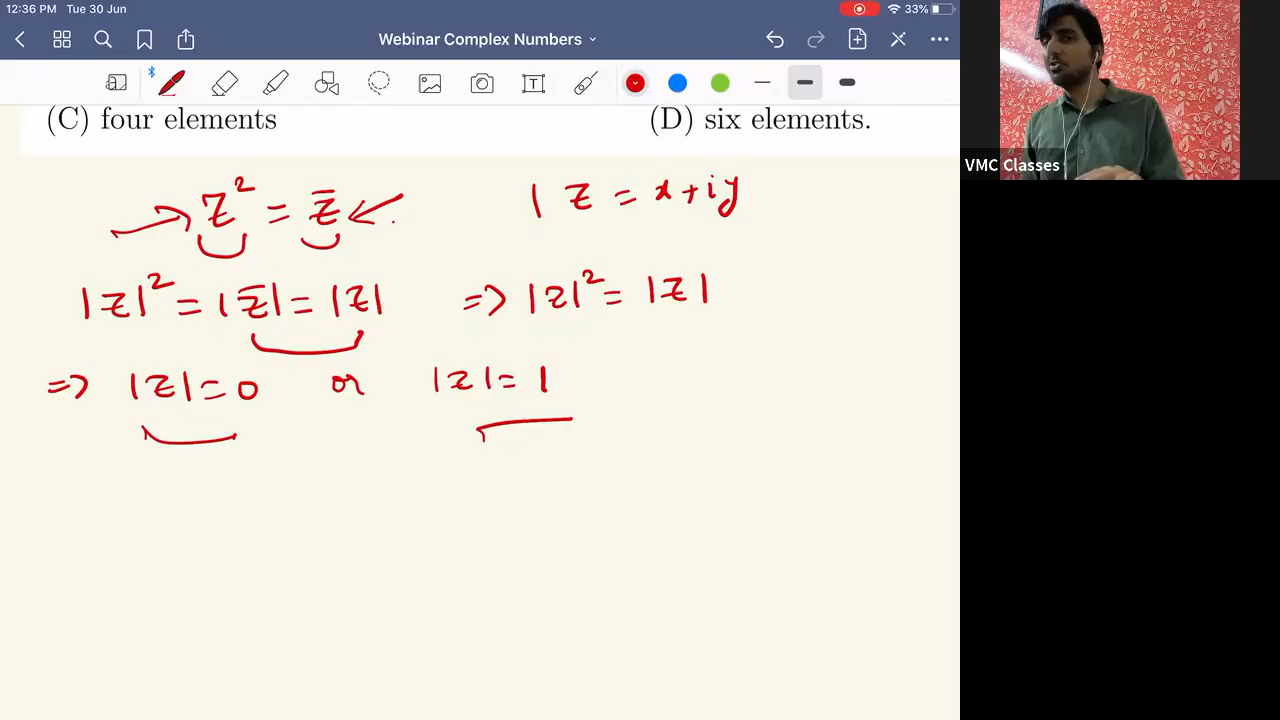 12:36 PM Tue 30 Jun
33%
Webinar Complex Numbers
(C) four elements (D) six elements.
z² = z̄ | z = x + iy
|z|² = |z̄| = |z| => |z|² = |z|
=> |z| = 0 or |z| = 1
VMC Classes